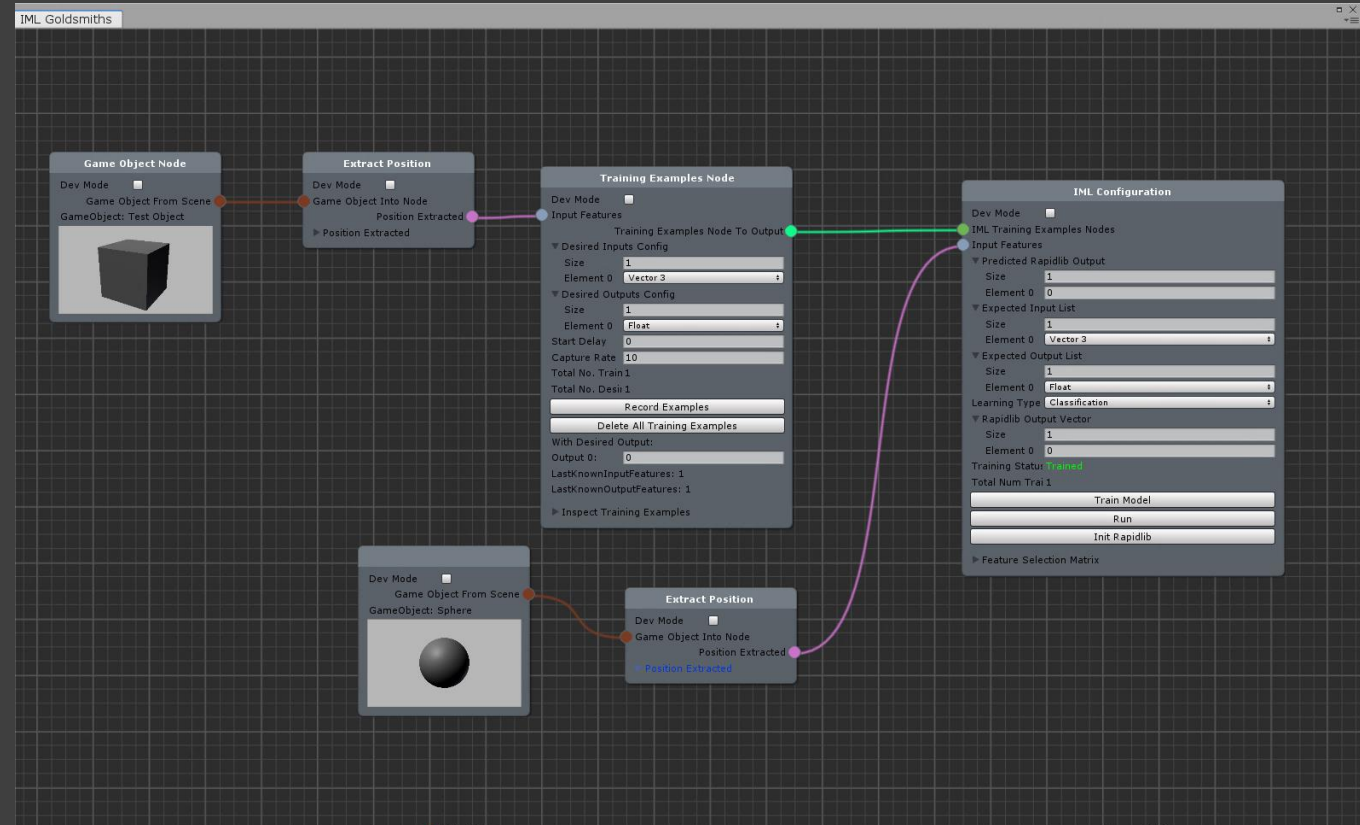 IML Goldsmiths
Game Object Node
Dev Mode
Game Object From Scene
GameObject: Test Object
Extract Position
Dev Mode
Game Object Into Node
Position Extracted
Position Extracted
Training Examples Node
Dev Mode
Input Features
Training Examples Node To Output
Desired Inputs Config
Size 1
Element 0 Vector 3
Desired Outputs Config
Size 1
Element 0 Float
Start Delay 0
Capture Rate 10
Total No. Train 1
Total No. Desi 1
Record Examples
Delete All Training Examples
With Desired Output:
Output 0: 0
LastKnownInputFeatures: 1
LastKnownOutputFeatures: 1
Inspect Training Examples
IML Configuration
Dev Mode
IML Training Examples Nodes
Input Features
Predicted Rapidlib Output
Size 1
Element 0 0
Expected Input List
Size 1
Element 0 Vector 3
Expected Output List
Size 1
Element 0 Float
Learning Type Classification
Rapidlib Output Vector
Size 1
Element 0 0
Training Statu: Trained
Total Num Trai 1
Train Model
Run
Init Rapidlib
Feature Selection Matrix
Dev Mode
Game Object From Scene
GameObject: Sphere
Extract Position
Dev Mode
Game Object Into Node
Position Extracted
Position Extracted